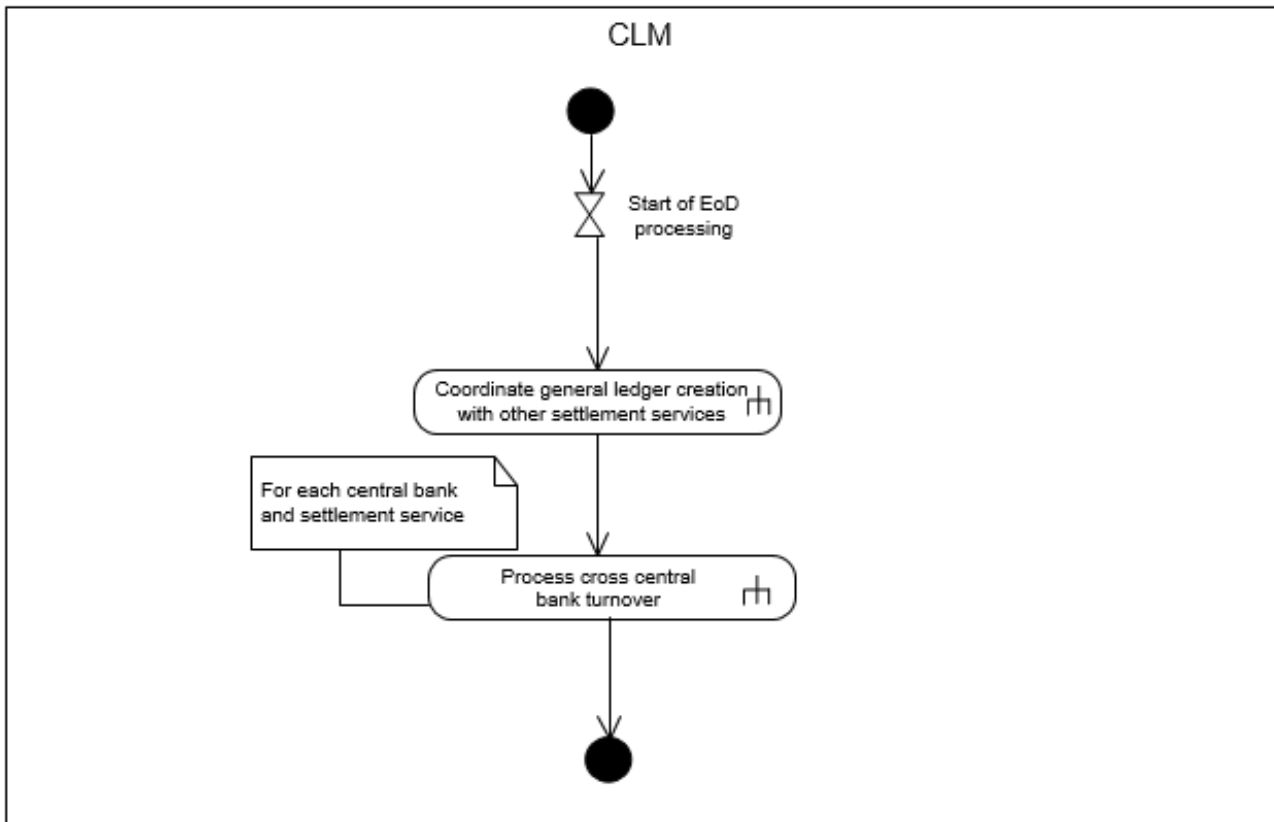 CLM
Start of EoD
processing
Coordinate general ledger creation
with other settlement services
For each central bank
and settlement service
Process cross central
bank turnover